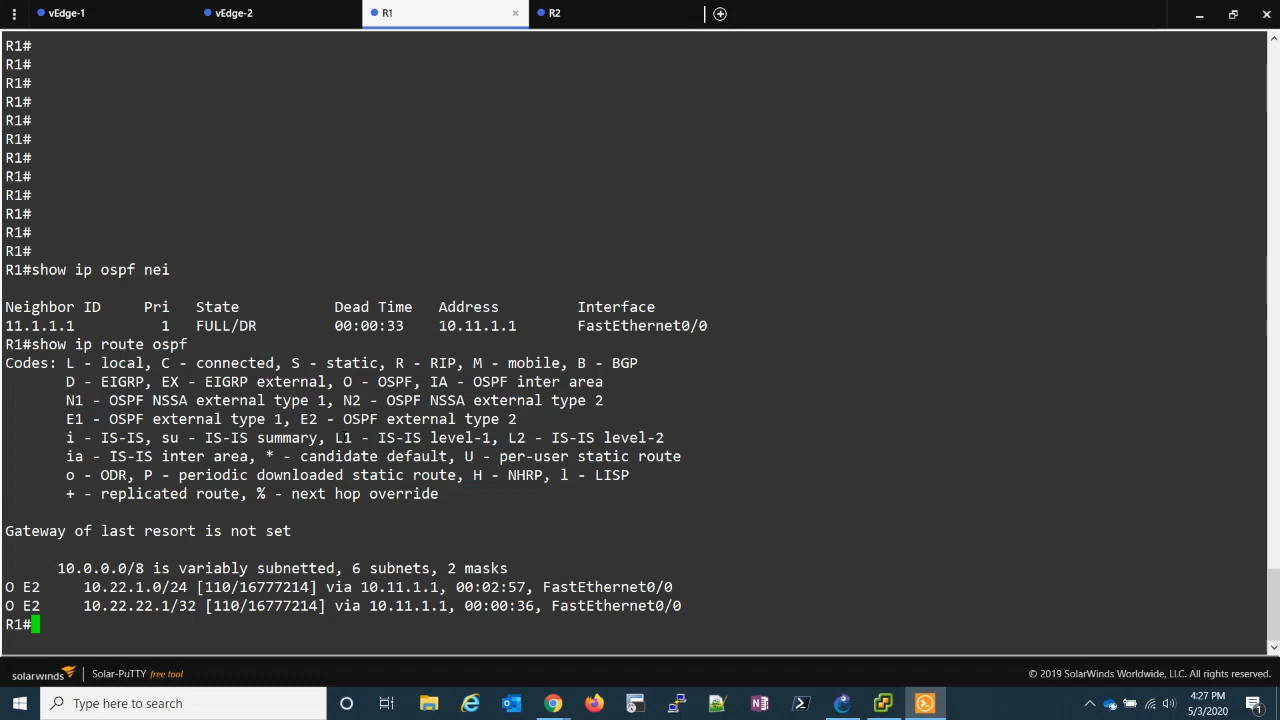 vEdge-1 vEdge-2 R1 × R2
R1#
R1#
R1#
R1#
R1#
R1#
R1#
R1#
R1#
R1#
R1#
R1#
R1#show ip ospf nei
Neighbor ID     Pri   State           Dead Time   Address         Interface
11.1.1.1          1   FULL/DR         00:00:33    10.11.1.1       FastEthernet0/0
R1#show ip route ospf
Codes: L - local, C - connected, S - static, R - RIP, M - mobile, B - BGP
       D - EIGRP, EX - EIGRP external, O - OSPF, IA - OSPF inter area
       N1 - OSPF NSSA external type 1, N2 - OSPF NSSA external type 2
       E1 - OSPF external type 1, E2 - OSPF external type 2
       i - IS-IS, su - IS-IS summary, L1 - IS-IS level-1, L2 - IS-IS level-2
       ia - IS-IS inter area, * - candidate default, U - per-user static route
       o - ODR, P - periodic downloaded static route, H - NHRP, l - LISP
       + - replicated route, % - next hop override
Gateway of last resort is not set
      10.0.0.0/8 is variably subnetted, 6 subnets, 2 masks
O E2     10.22.1.0/24 [110/16777214] via 10.11.1.1, 00:02:57, FastEthernet0/0
O E2     10.22.22.1/32 [110/16777214] via 10.11.1.1, 00:00:36, FastEthernet0/0
R1#
solarwinds Solar-PuTTY free tool © 2019 SolarWinds Worldwide, LLC. All rights reserved.
Type here to search
4:27 PM
5/3/2020